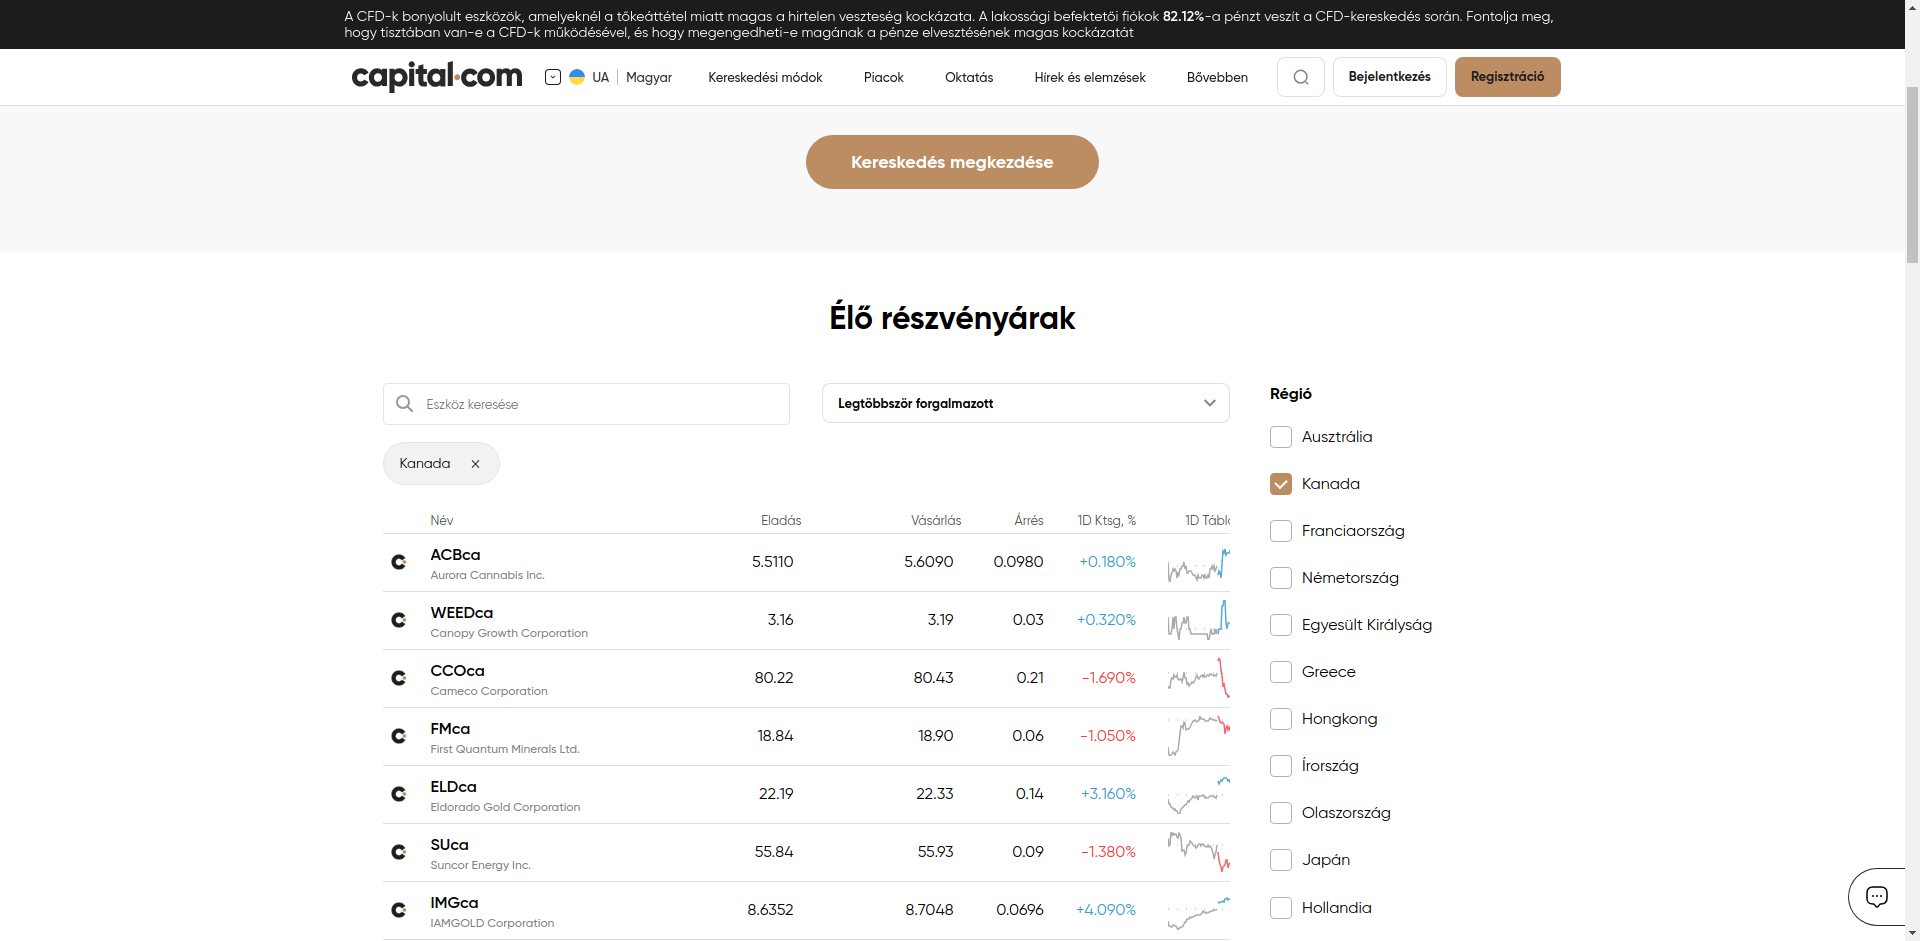 A CFD-k bonyolult eszközök, amelyeknél a tőkeáttétel miatt magas a hirtelen veszteség kockázata. A lakossági befektetői fiókok 82.12%-a pénzt veszít a CFD-kereskedés során. Fontolja meg,
hogy tisztában van-e a CFD-k működésével, és hogy megengedheti-e magának a pénze elvesztésének magas kockázatát
capital.com UA Magyar Kereskedési módok Piacok Oktatás Hírek és elemzések Bővebben Bejelentkezés Regisztráció
Kereskedés megkezdése
Élő részvényárak
Eszköz keresése
Legtöbbször forgalmazott
Kanada
Név Eladás Vásárlás Árrés 1D Ktsg, %
ACBca 5.5110 5.6090 0.0980 +0.180%
Aurora Cannabis Inc.
WEEDca 3.16 3.19 0.03 +0.320%
Canopy Growth Corporation
CCOca 80.22 80.43 0.21 -1.690%
Cameco Corporation
FMca 18.84 18.90 0.06 -1.050%
First Quantum Minerals Ltd.
ELDca 22.19 22.33 0.14 +3.160%
Eldorado Gold Corporation
SUca 55.84 55.93 0.09 -1.380%
Suncor Energy Inc.
IMGca 8.6352 8.7048 0.0696 +4.090%
IAMGOLD Corporation
Régió
Ausztrália
Kanada
Franciaország
Németország
Egyesült Királyság
Greece
Hongkong
Írország
Olaszország
Japán
Hollandia